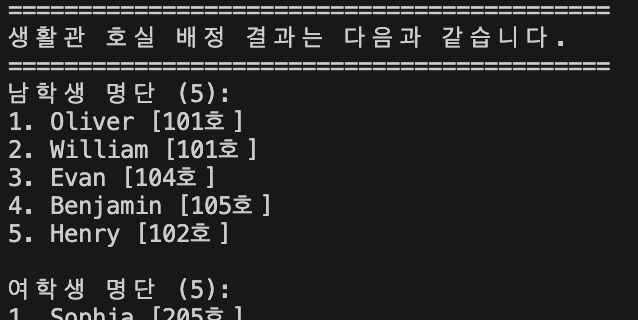 ===========================================
생활관 호실 배정 결과는 다음과 같습니다.
===========================================
남학생 명단 (5):
1. Oliver [101호]
2. William [101호]
3. Evan [104호]
4. Benjamin [105호]
5. Henry [102호]
여학생 명단 (5):
1. Sophia [205호]